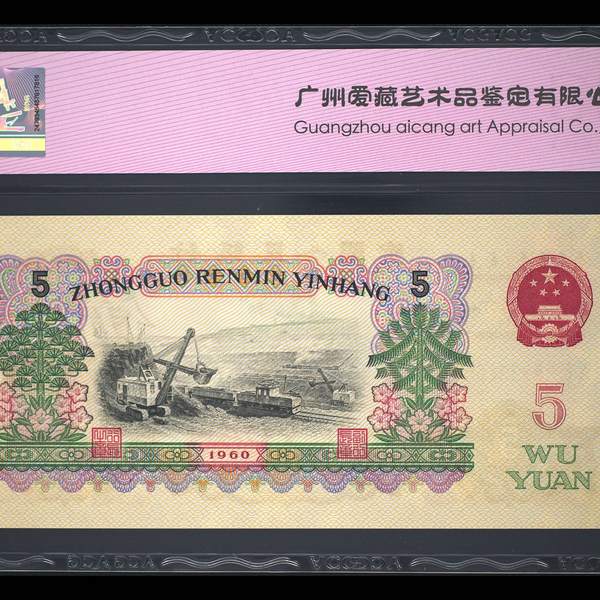 广州爱藏艺术品鉴定有限
Guangzhou aicang art Appraisal Co.,
5
ZHONGGUO RENMIN YINHANG
5
1960
5
WU
YUAN